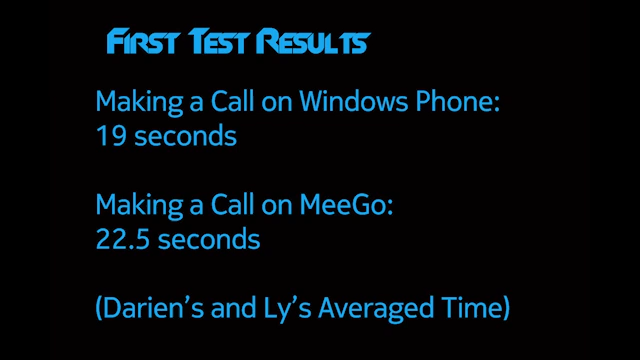 First Test Results
Making a Call on Windows Phone:
19 seconds
Making a Call on MeeGo:
22.5 seconds
(Darien’s and Ly’s Averaged Time)